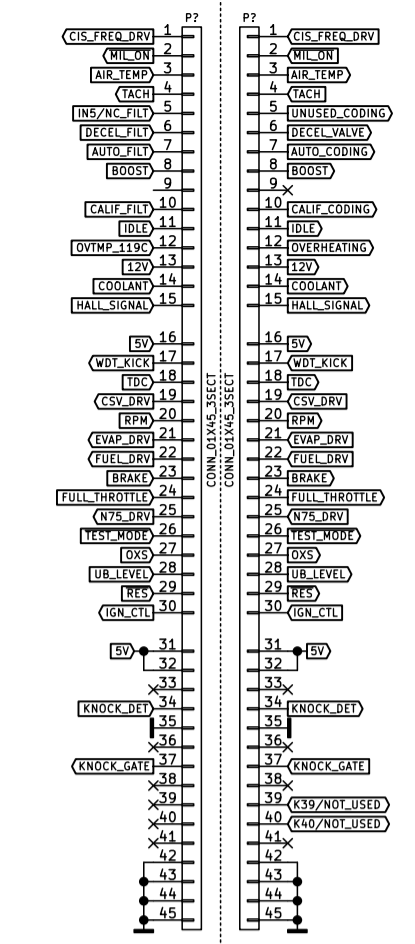 P? P?
CIS_FREQ_DRV 1 1 CIS_FREQ_DRV
MIL_ON 2 2 MIL_ON
AIR_TEMP 3 3 AIR_TEMP
TACH 4 4 TACH
IN5/NC_FILT 5 5 UNUSED_CODING
DECEL_FILT 6 6 DECEL_VALVE
AUTO_FILT 7 7 AUTO_CODING
BOOST 8 8 BOOST
9 9
CALIF_FILT 10 10 CALIF_CODING
IDLE 11 11 IDLE
OVTMP_119C 12 12 OVERHEATING
12V 13 13 12V
COOLANT 14 14 COOLANT
HALL_SIGNAL 15 15 HALL_SIGNAL
5V 16 16 5V
WDT_KICK 17 17 WDT_KICK
TDC 18 18 TDC
CSV_DRV 19 19 CSV_DRV
RPM 20 20 RPM
EVAP_DRV 21 21 EVAP_DRV
FUEL_DRV 22 22 FUEL_DRV
BRAKE 23 23 BRAKE
FULL_THROTTLE 24 24 FULL_THROTTLE
N75_DRV 25 25 N75_DRV
TEST_MODE 26 26 TEST_MODE
OXS 27 27 OXS
UB_LEVEL 28 28 UB_LEVEL
RES 29 29 RES
IGN_CTL 30 30 IGN_CTL
CONN_01X45_3SECT CONN_01X45_3SECT
5V 31 31 5V
32 32
33 33
KNOCK_DET 34 34 KNOCK_DET
35 35
36 36
KNOCK_GATE 37 37 KNOCK_GATE
38 38
39 39 K39/NOT_USED
40 40 K40/NOT_USED
41 41
42 42
43 43
44 44
45 45